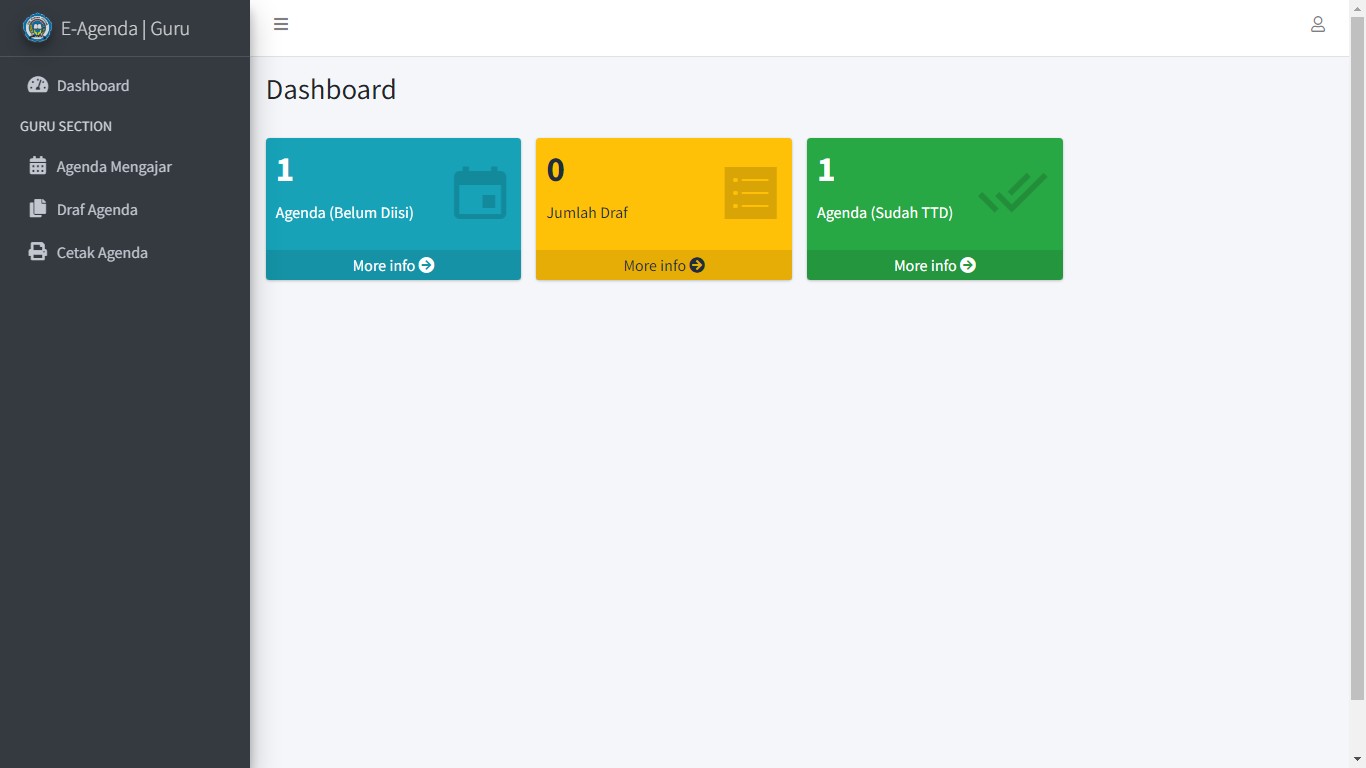 E-Agenda | Guru
Dashboard
GURU SECTION
Agenda Mengajar
Draf Agenda
Cetak Agenda
Dashboard
1
Agenda (Belum Diisi)
More info
0
Jumlah Draf
More info
1
Agenda (Sudah TTD)
More info